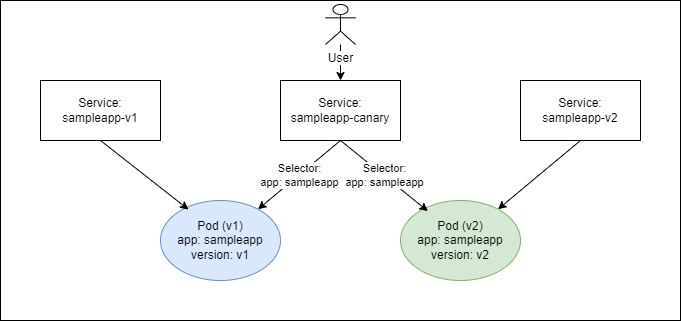 User
Service:
sampleapp-v1
Service:
sampleapp-canary
Service:
sampleapp-v2
Selector:
app: sampleapp
Selector:
app: sampleapp
Pod (v1)
app: sampleapp
version: v1
Pod (v2)
app: sampleapp
version: v2